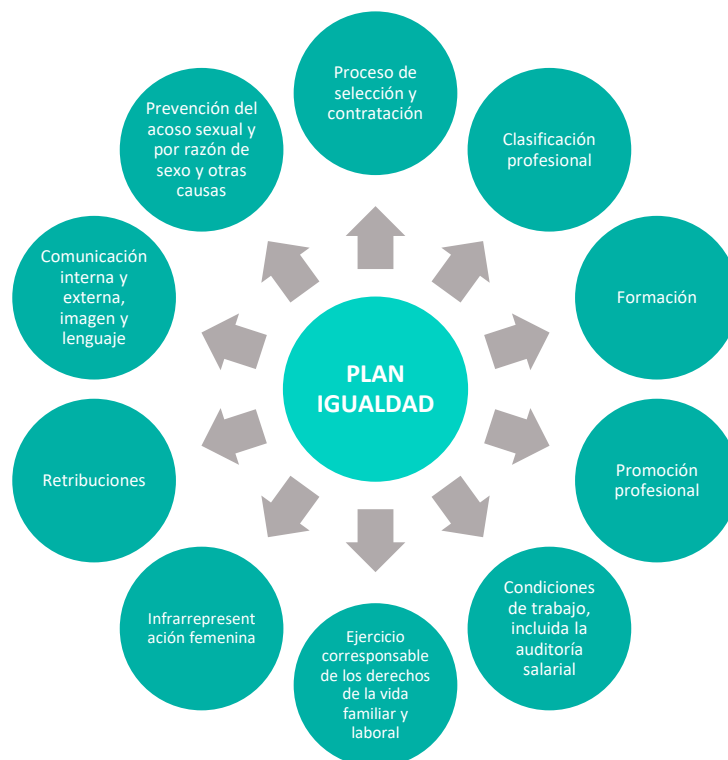 Proceso de
selección y
contratación
Clasificación
profesional
Formación
Promoción
profesional
Condiciones
de trabajo,
incluida la
auditoría
salarial
Ejercicio
corresponsable
de los derechos
de la vida
familiar y
laboral
Infrarrepresent
ación femenina
Retribuciones
Comunicación
interna y
externa,
imagen y
lenguaje
Prevención del
acoso sexual y
por razón de
sexo y otras
causas
PLAN
IGUALDAD